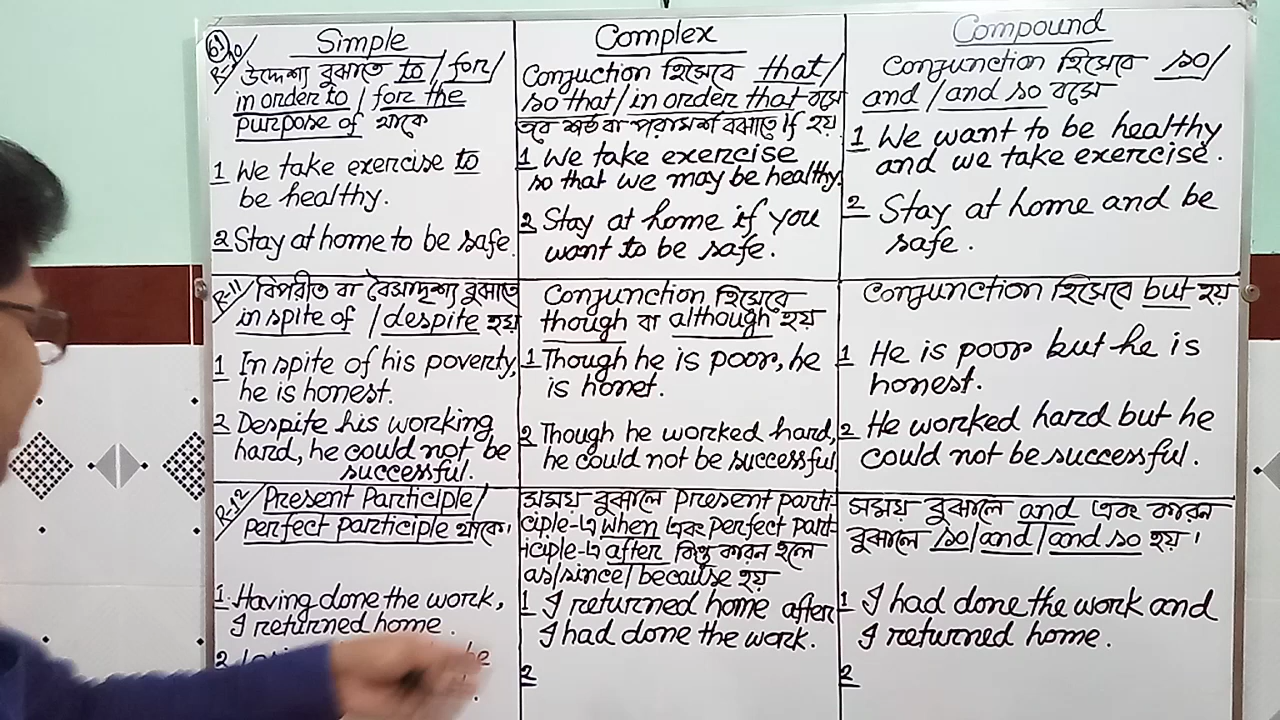 61
Simple
R-10/ উদ্দেশ্য বুঝাতে to/for/
in order to / for the
purpose of থাকে
1 We take exercise to
be healthy.
2 Stay at home to be safe.
Complex
Conjuction হিসেবে that/
so that/in order that বসে
তবে শর্ত বা পরামর্শ বঝাতে if হয়
1 We take exercise
so that we may be healthy.
2 Stay at home if you
want to be safe.
Compound
Conjunction হিসেবে so/
and / and so বসে
1 We want to be healthy
and we take exercise.
2 Stay at home and be
safe.
R-11/ বিপরীত বা বৈসাদৃশ্য বুঝাতে
in spite of / despite হয়
1 In spite of his poverty,
he is honest.
2 Despite his working
hard, he could not be
successful.
Conjunction হিসেবে
though বা although হয়
1 Though he is poor, he
is honet.
2 Though he worked hard,
he could not be successful
Conjunction হিসেবে but হয়
1 He is poor but he is
honest.
2 He worked hard but he
could not be successful.
R-12/ Present Participle/
perfect participle থাকে।
1. Having done the work,
I returned home.
2
সময় বুঝালে present parti-
ciple-এ when এবং perfect part-
iciple-এ after কিন্তু কারন হলে
as/since/because হয়
1 I returned home after
I had done the work.
2
সময় বুঝালে and এবং কারন
বুঝালে so/and/and so হয়।
1 I had done the work and
I returned home.
2